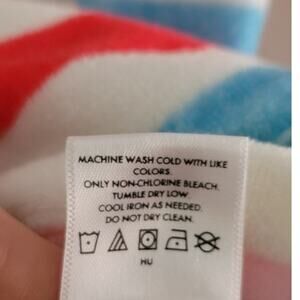 MACHINE WASH COLD WITH LIKE
COLORS.
ONLY NON-CHLORINE BLEACH.
TUMBLE DRY LOW.
COOL IRON AS NEEDED.
DO NOT DRY CLEAN.
HU